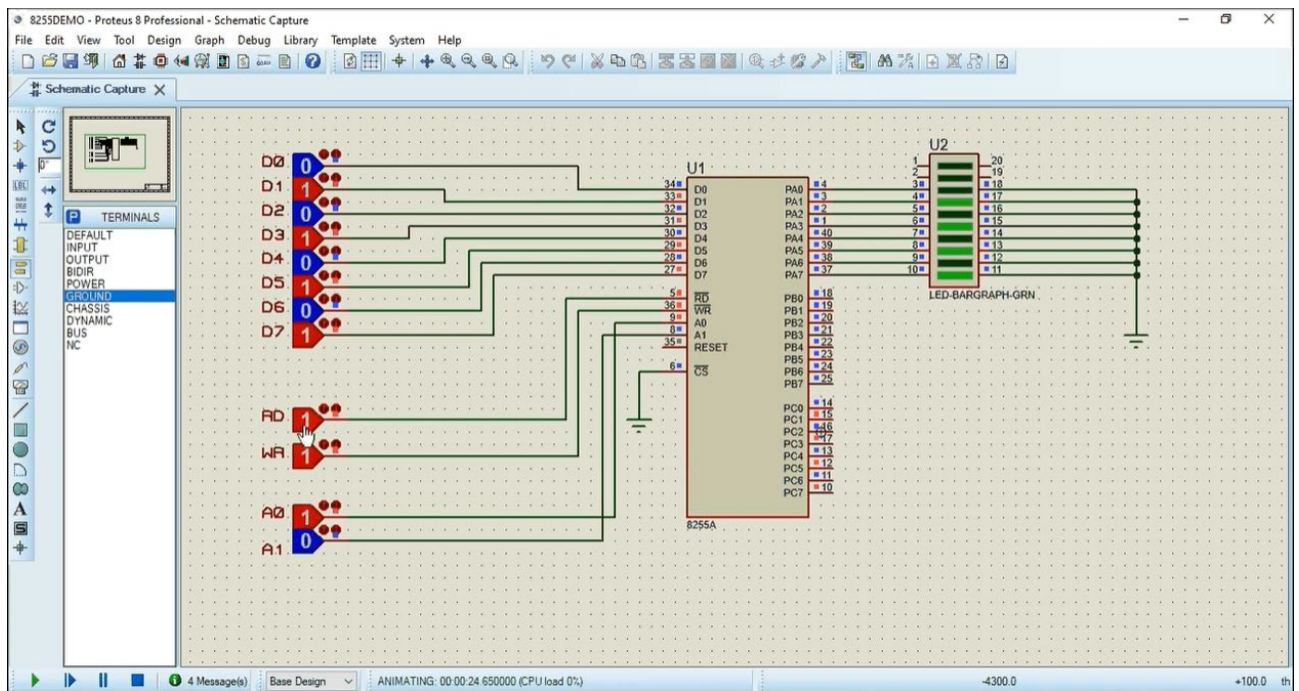 8255DEMO - Proteus 8 Professional - Schematic Capture
File Edit View Tool Design Graph Debug Library Template System Help
Schematic Capture
TERMINALS
DEFAULT
INPUT
OUTPUT
BIDIR
POWER
GROUND
CHASSIS
DYNAMIC
BUS
NC
D0 0
D1 1
D2 0
D3 1
D4 0
D5 1
D6 0
D7 1
RD 1
WR 1
A0 1
A1 0
U1
34 D0 PA0 4
33 D1 PA1 3
32 D2 PA2 2
31 D3 PA3 1
30 D4 PA4 40
29 D5 PA5 39
28 D6 PA6 38
27 D7 PA7 37
5 RD PB0 18
36 WR PB1 19
9 A0 PB2 20
8 A1 PB3 21
35 RESET PB4 22
PB5 23
6 CS PB6 24
PB7 25
PC0 14
PC1 15
PC2 16
PC3 17
PC4 13
PC5 12
PC6 11
PC7 10
8255A
U2
1 20
2 19
3 18
4 17
5 16
6 15
7 14
8 13
9 12
10 11
LED-BARGRAPH-GRN
4 Message(s) Base Design ANIMATING: 00:00:24.650000 (CPU load 0%) -4300.0 +100.0 th